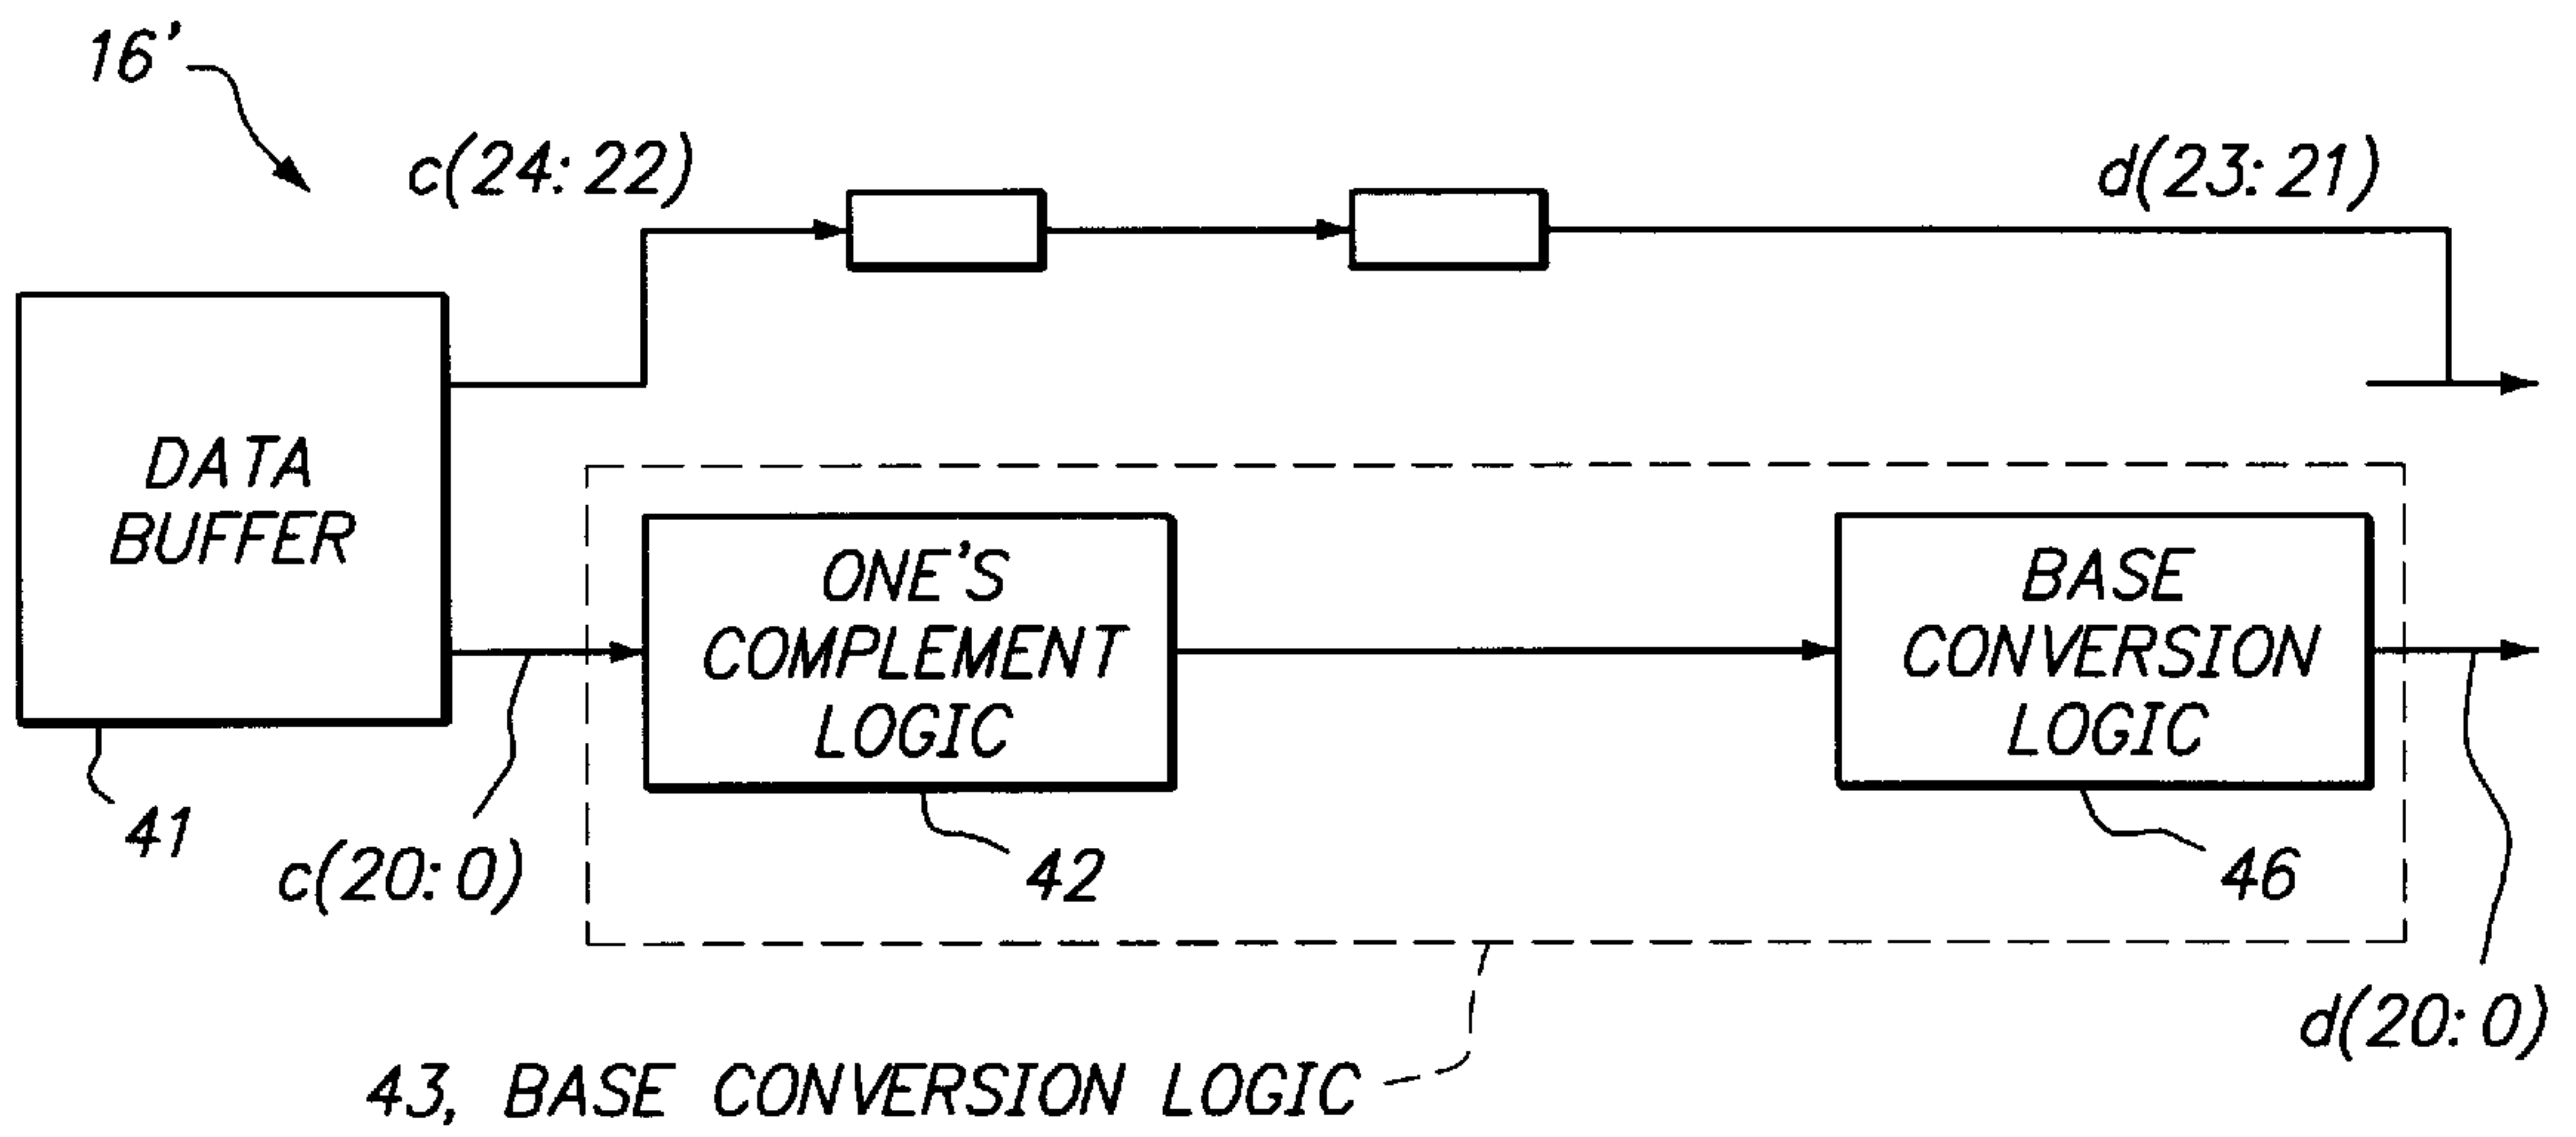 16'
c(24:22)
d(23:21)
DATA
BUFFER
ONE'S
COMPLEMENT
LOGIC
BASE
CONVERSION
LOGIC
41
c(20:0)
42
46
d(20:0)
43, BASE CONVERSION LOGIC